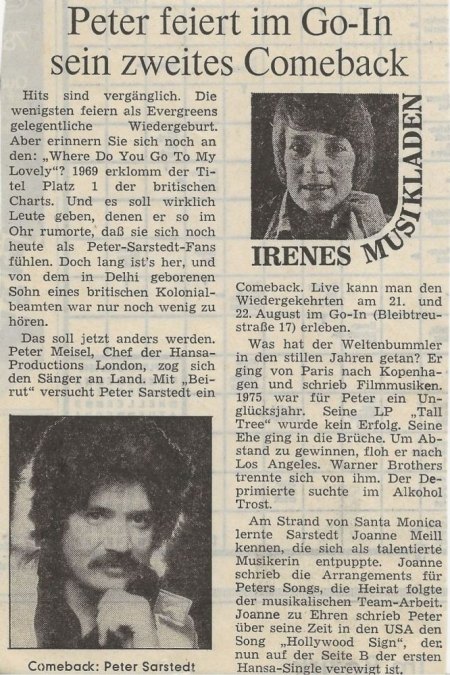 Peter feiert im Go-In
sein zweites Comeback
Hits sind vergänglich. Die
wenigsten feiern als Evergreens
gelegentliche Wiedergeburt.
Aber erinnern Sie sich noch an
den: „Where Do You Go To My
Lovely“? 1969 erklomm der Ti-
tel Platz 1 der britischen
Charts. Und es soll wirklich
Leute geben, denen er so im
Ohr rumorte, daß sie sich noch
heute als Peter-Sarstedt-Fans
fühlen. Doch lang ist's her, und
von dem in Delhi geborenen
Sohn eines britischen Kolonial-
beamten war nur noch wenig zu
hören.
Das soll jetzt anders werden.
Peter Meisel, Chef der Hansa-
Productions London, zog sich
den Sänger an Land. Mit „Bei-
rut“ versucht Peter Sarstedt ein
Comeback: Peter Sarstedt
IRENES MUSIKLADEN
Comeback. Live kann man den
Wiedergekehrten am 21. und
22. August im Go-In (Bleibtreu-
straße 17) erleben.
Was hat der Weltenbummler
in den stillen Jahren getan? Er
ging von Paris nach Kopenha-
gen und schrieb Filmmusiken.
1975 war für Peter ein Un-
glücksjahr. Seine LP „Tall
Tree“ wurde kein Erfolg. Seine
Ehe ging in die Brüche. Um Ab-
stand zu gewinnen, floh er nach
Los Angeles. Warner Brothers
trennte sich von ihm. Der De-
primierte suchte im Alkohol
Trost.
Am Strand von Santa Monica
lernte Sarstedt Joanne Meill
kennen, die sich als talentierte
Musikerin entpuppte. Joanne
schrieb die Arrangements für
Peters Songs, die Heirat folgte
der musikalischen Team-Arbeit.
Joanne zu Ehren schrieb Peter
über seine Zeit in den USA den
Song „Hollywood Sign“, der
nun auf der Seite B der ersten
Hansa-Single verewigt ist.